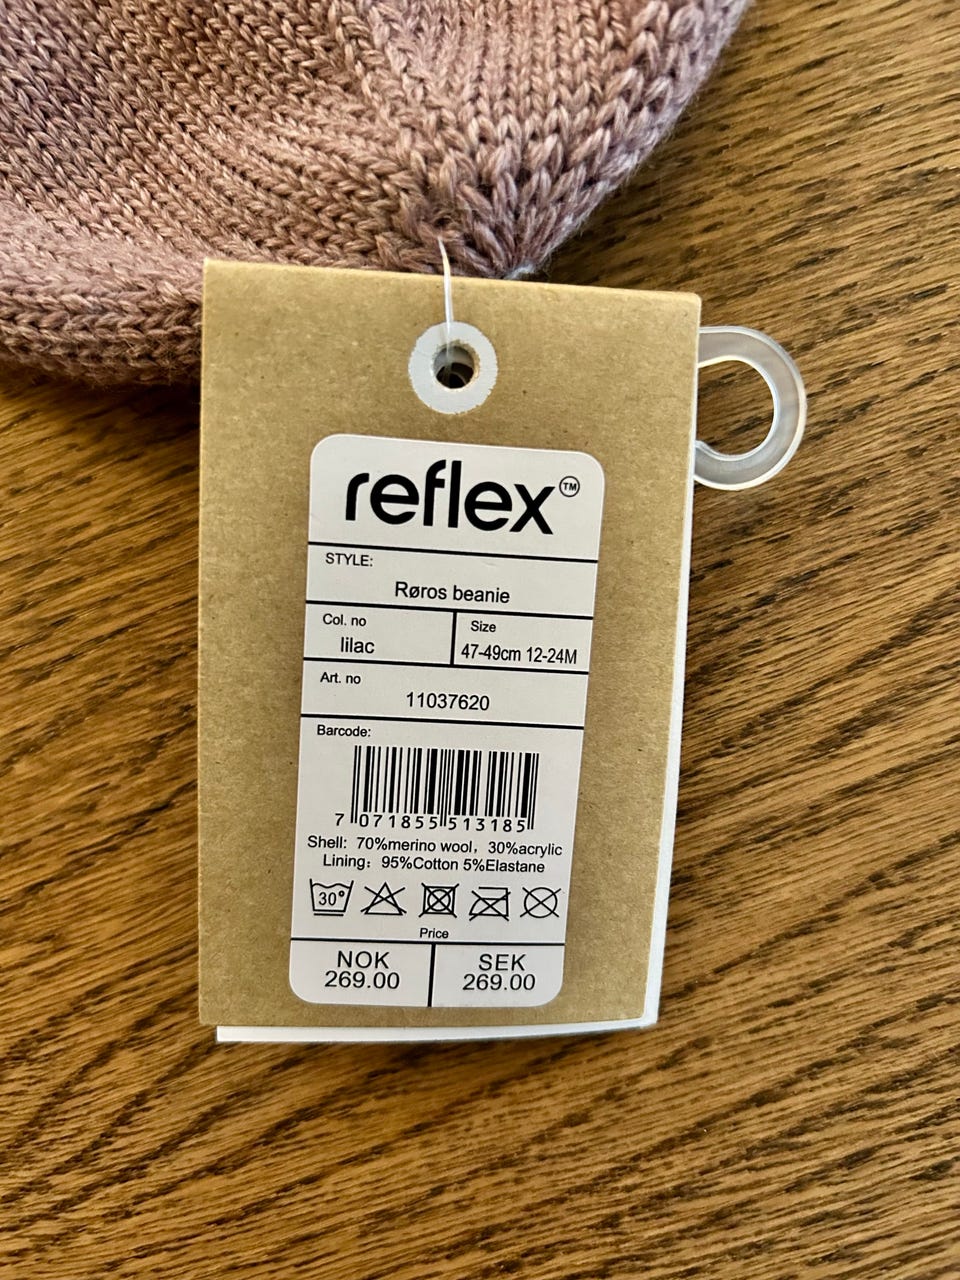 reflex™
STYLE:
Røros beanie
Col. no
lilac
Size
47-49cm 12-24M
Art. no
11037620
Barcode:
7 071855 513185
Shell: 70%merino wool, 30%acrylic
Lining: 95%Cotton 5%Elastane
30°
Price
NOK
269.00
SEK
269.00